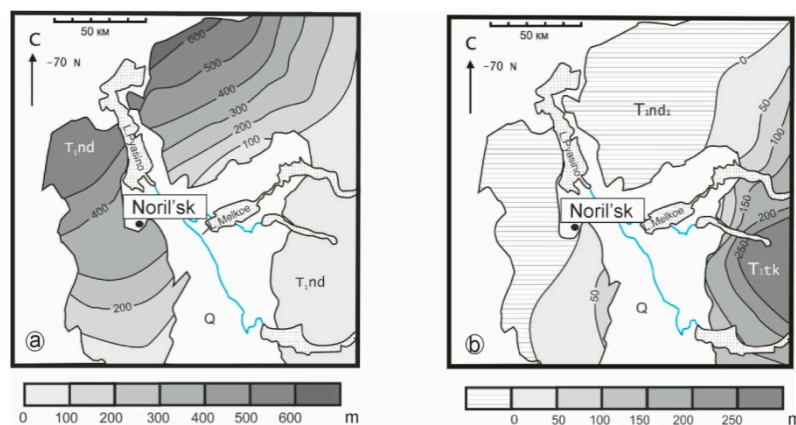 50 км
C
-70 N
600
500
400
300
200
100
L.Pyasino
T₁nd
400
Noril'sk
L.Melkoe
200
T₁nd
Q
a
0 100 200 300 400 500 600 m
50 км
C
-70 N
0
50
100
T₁nd₁
L.Pyasino
150
200
Noril'sk
L.Melkoe
250
T₁tk
50
Q
b
0 50 100 150 200 250 m